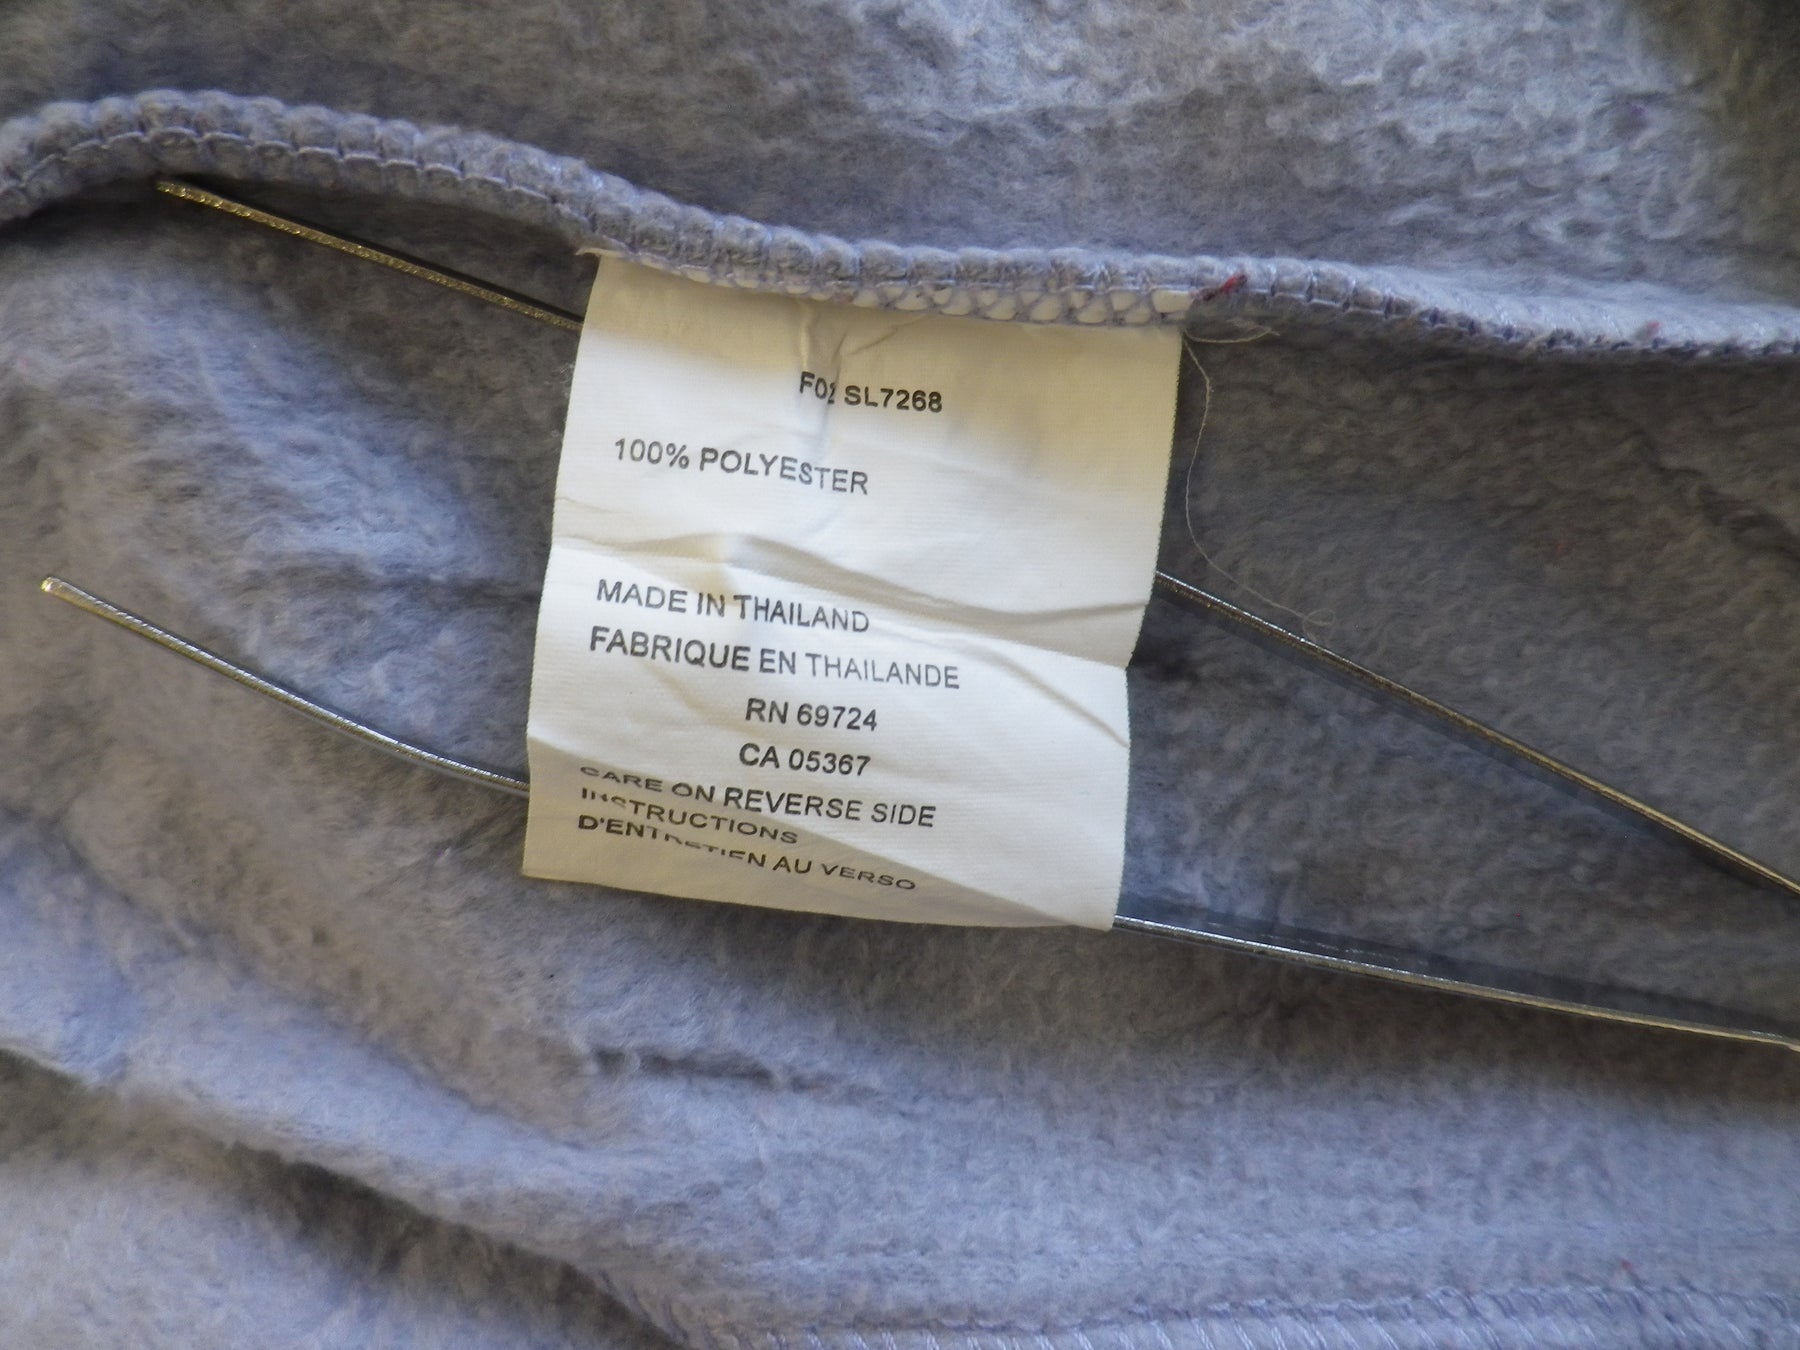 F02 SL7268
100% POLYESTER
MADE IN THAILAND
FABRIQUE EN THAILANDE
RN 69724
CA 05367
CARE ON REVERSE SIDE
INSTRUCTIONS
D'ENTRETIEN AU VERSO